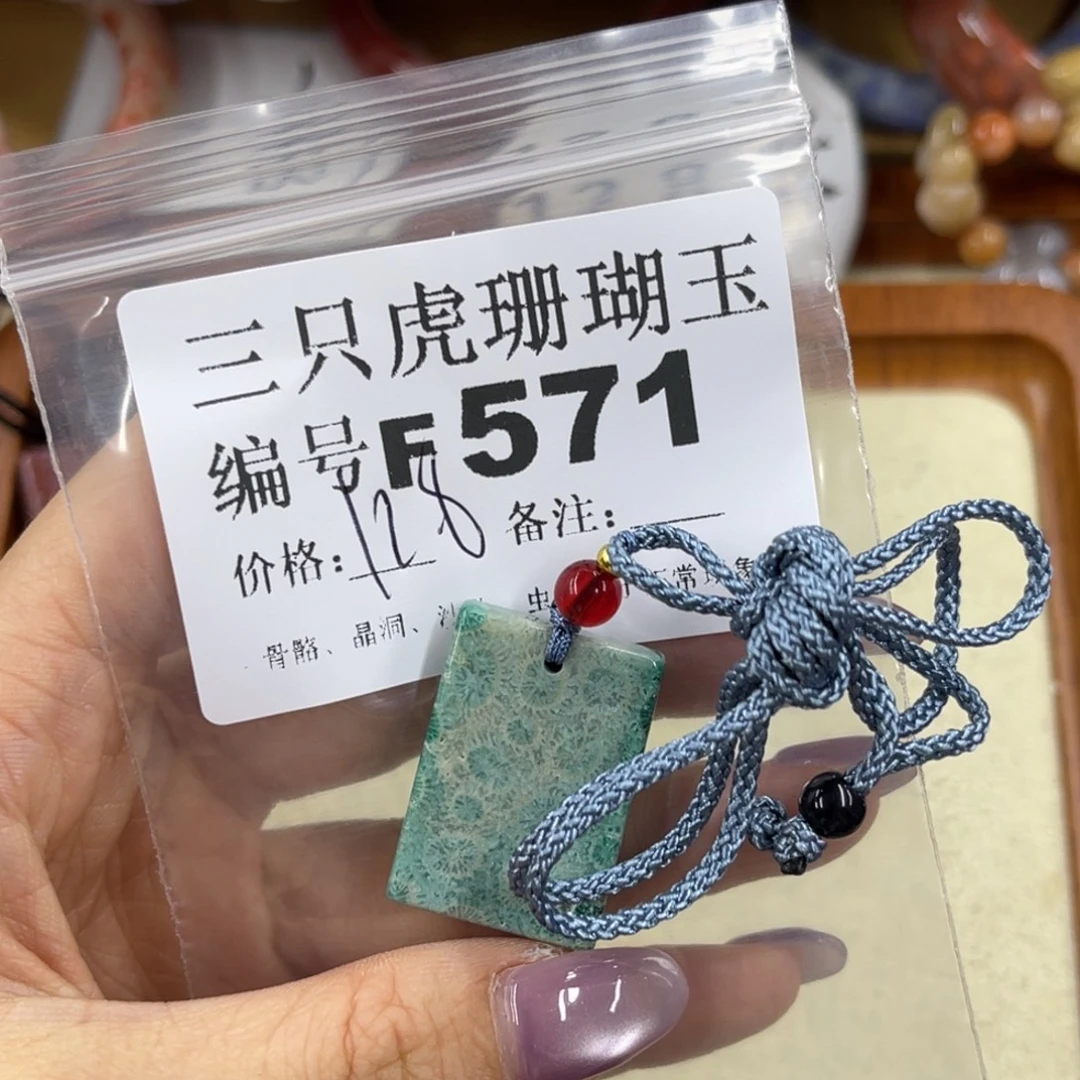 三只虎珊瑚玉
编号F571
价格:128 备注:
骨骼、晶洞、